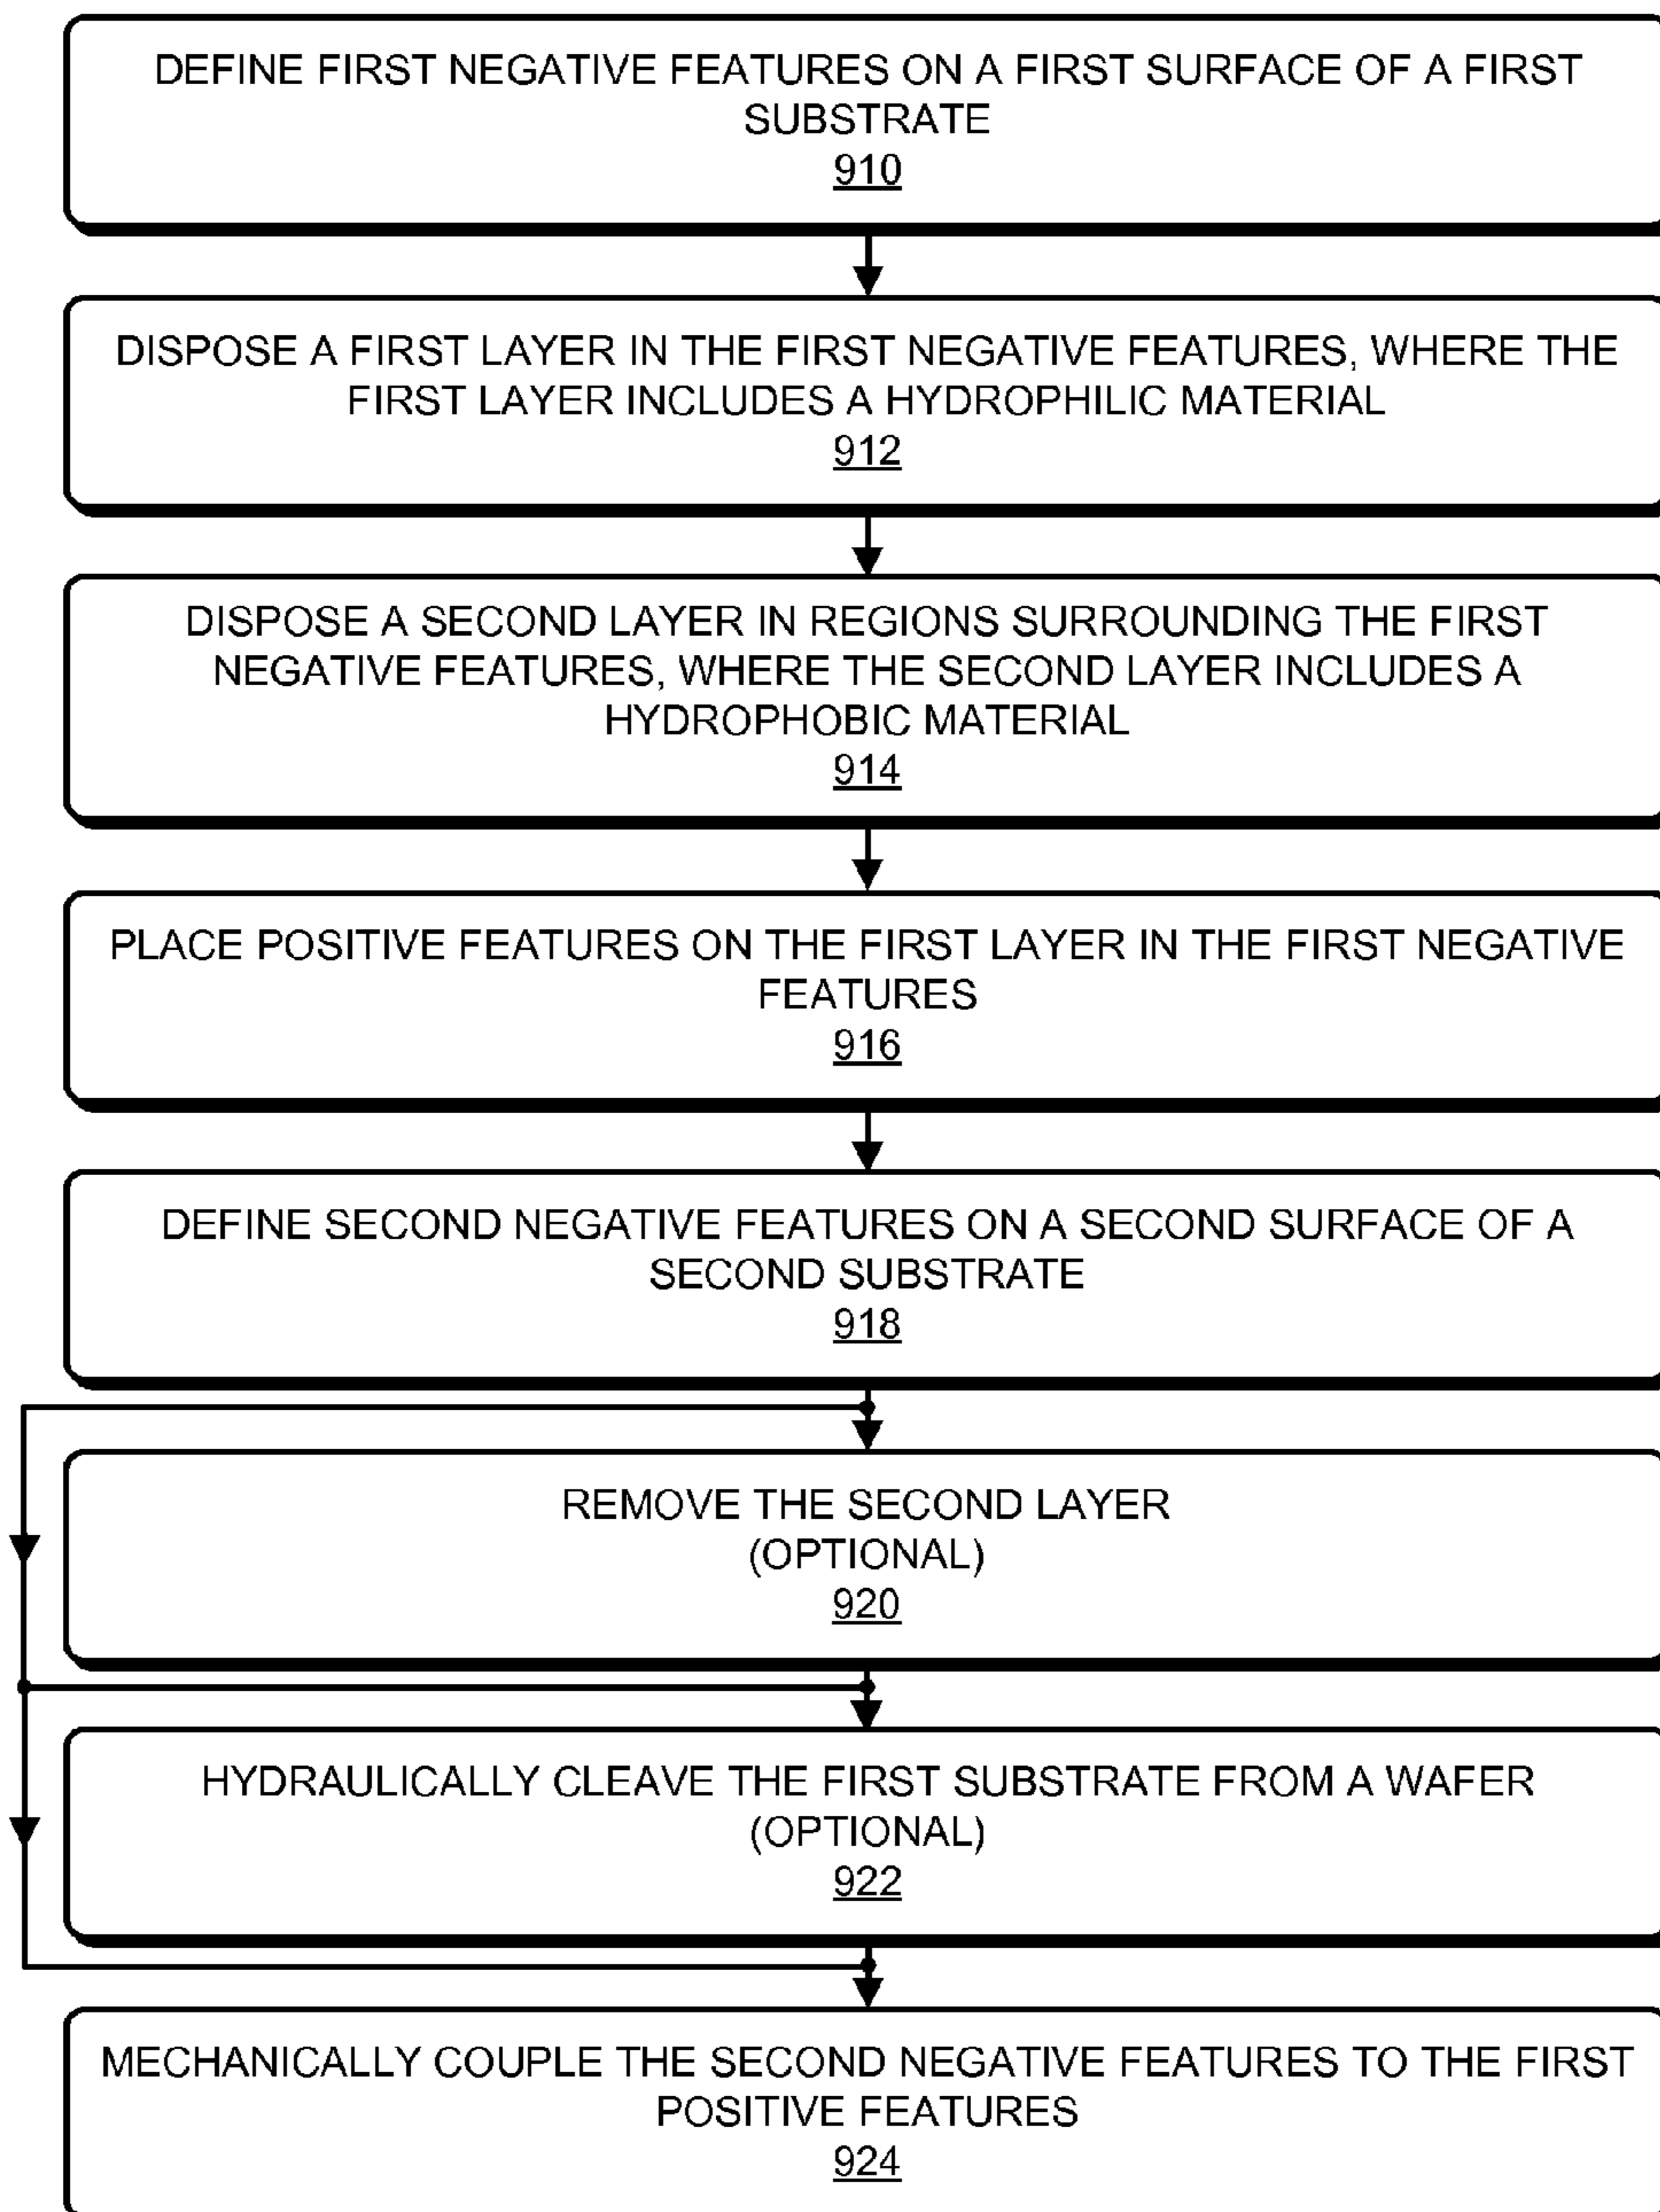 DEFINE FIRST NEGATIVE FEATURES ON A FIRST SURFACE OF A FIRST
SUBSTRATE
910
DISPOSE A FIRST LAYER IN THE FIRST NEGATIVE FEATURES, WHERE THE
FIRST LAYER INCLUDES A HYDROPHILIC MATERIAL
912
DISPOSE A SECOND LAYER IN REGIONS SURROUNDING THE FIRST
NEGATIVE FEATURES, WHERE THE SECOND LAYER INCLUDES A
HYDROPHOBIC MATERIAL
914
PLACE POSITIVE FEATURES ON THE FIRST LAYER IN THE FIRST NEGATIVE
FEATURES
916
DEFINE SECOND NEGATIVE FEATURES ON A SECOND SURFACE OF A
SECOND SUBSTRATE
918
REMOVE THE SECOND LAYER
(OPTIONAL)
920
HYDRAULICALLY CLEAVE THE FIRST SUBSTRATE FROM A WAFER
(OPTIONAL)
922
MECHANICALLY COUPLE THE SECOND NEGATIVE FEATURES TO THE FIRST
POSITIVE FEATURES
924